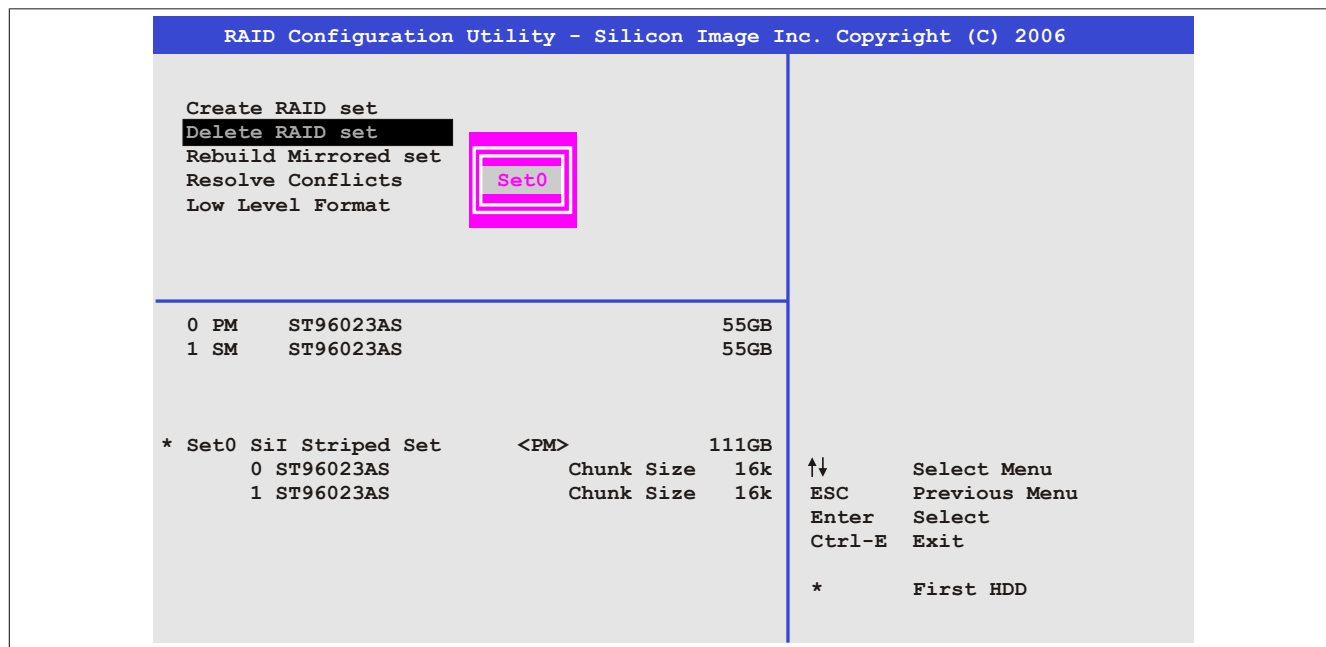 RAID Configuration Utility - Silicon Image Inc. Copyright (C) 2006
Create RAID set
Delete RAID set
Rebuild Mirrored set
Resolve Conflicts
Low Level Format
Set0
0 PM ST96023AS 55GB
1 SM ST96023AS 55GB
* Set0 SiI Striped Set <PM> 111GB
0 ST96023AS Chunk Size 16k
1 ST96023AS Chunk Size 16k
↑↓ Select Menu
ESC Previous Menu
Enter Select
Ctrl-E Exit
* First HDD